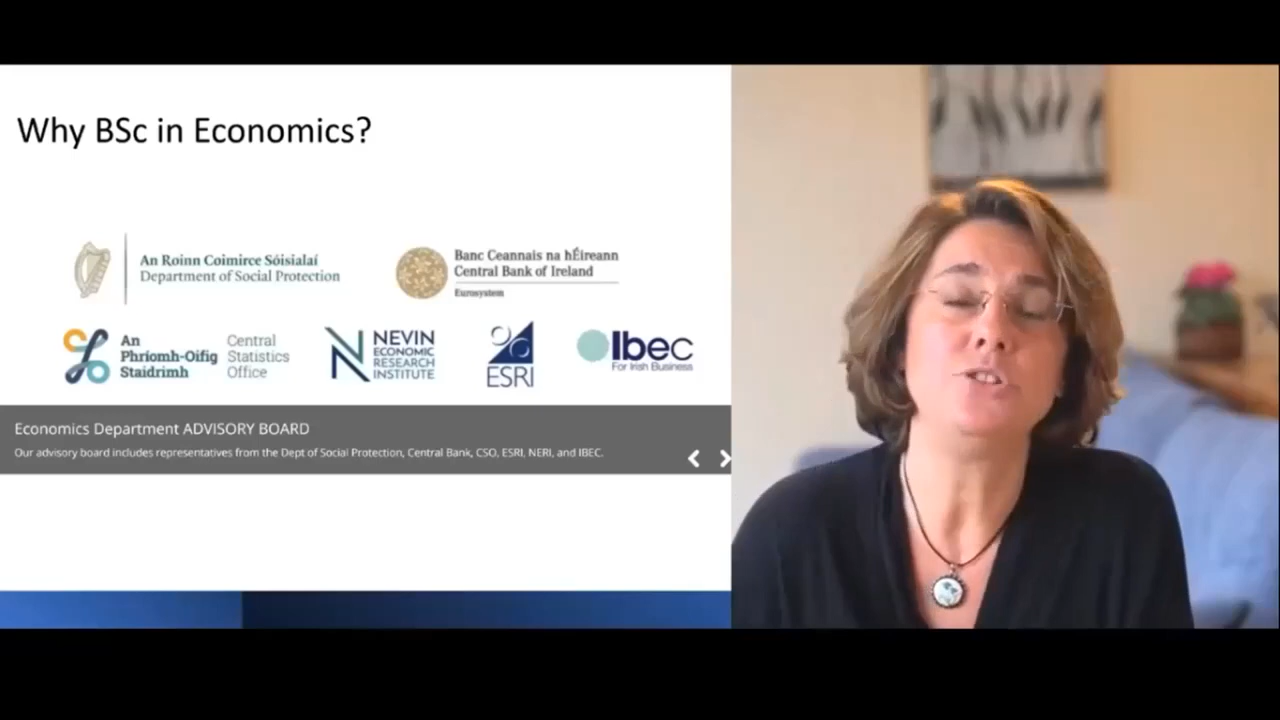 Why BSc in Economics?
An Roinn Coimirce Sóisialaí
Department of Social Protection
Banc Ceannais na hÉireann
Central Bank of Ireland
Eurosystem
An
Phríomh-Oifig
Staidrimh
Central
Statistics
Office
NEVIN
ECONOMIC
RESEARCH
INSTITUTE
ESRI
Ibec
For Irish Business
Economics Department ADVISORY BOARD
Our advisory board includes representatives from the Dept of Social Protection, Central Bank, CSO, ESRI, NERI, and IBEC.